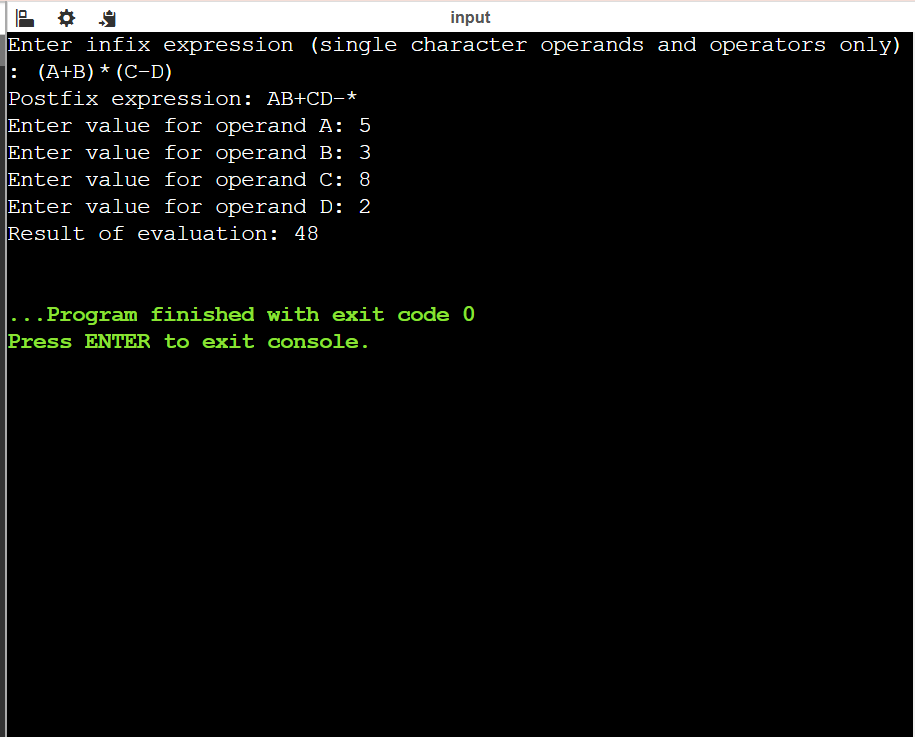 input
Enter infix expression (single character operands and operators only)
: (A+B)*(C-D)
Postfix expression: AB+CD-*
Enter value for operand A: 5
Enter value for operand B: 3
Enter value for operand C: 8
Enter value for operand D: 2
Result of evaluation: 48
...Program finished with exit code 0
Press ENTER to exit console.